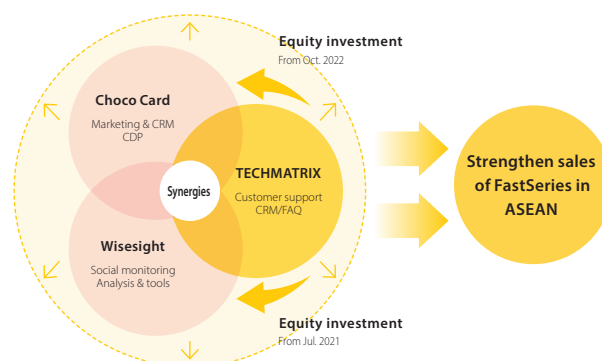 Equity investment
From Oct. 2022
Choco Card
Marketing & CRM
CDP
TECHMATRIX
Customer support
CRM/FAQ
Synergies
Wisesight
Social monitoring
Analysis & tools
Equity investment
From Jul. 2021
Strengthen sales
of FastSeries in
ASEAN